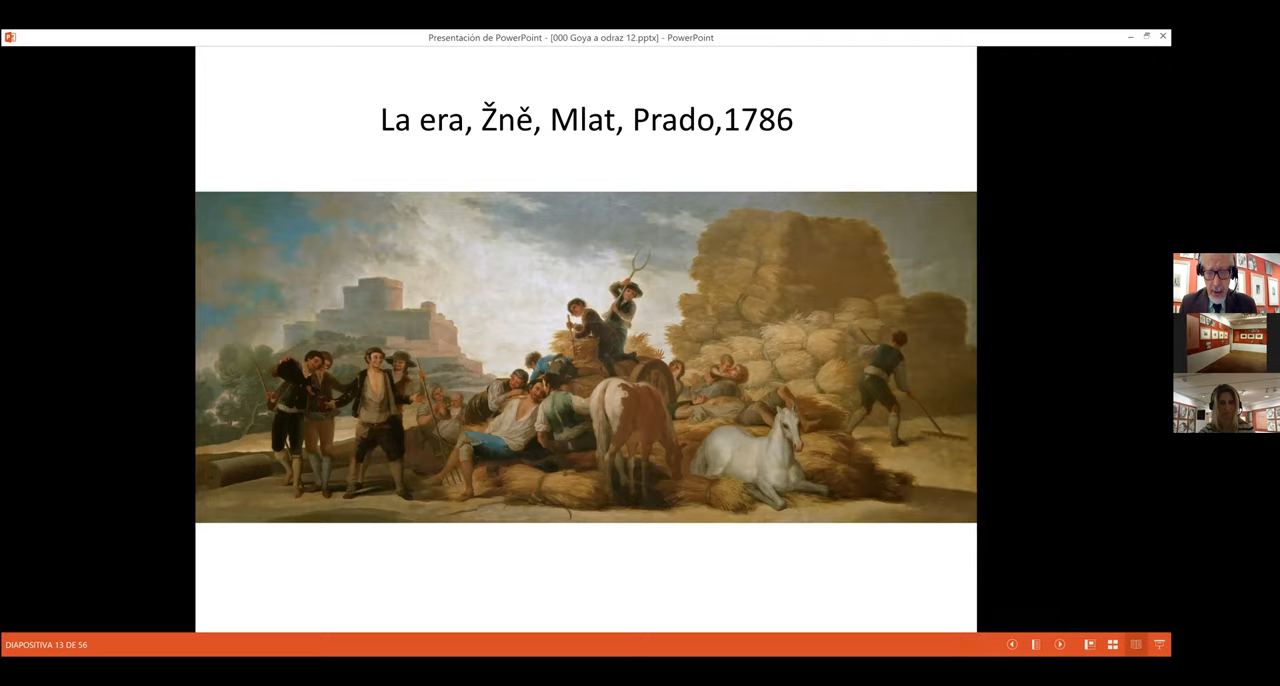 Presentación de PowerPoint - [000 Goya a odraz 12.pptx] - PowerPoint
La era, Žně, Mlat, Prado,1786
DIAPOSITIVA 13 DE 56